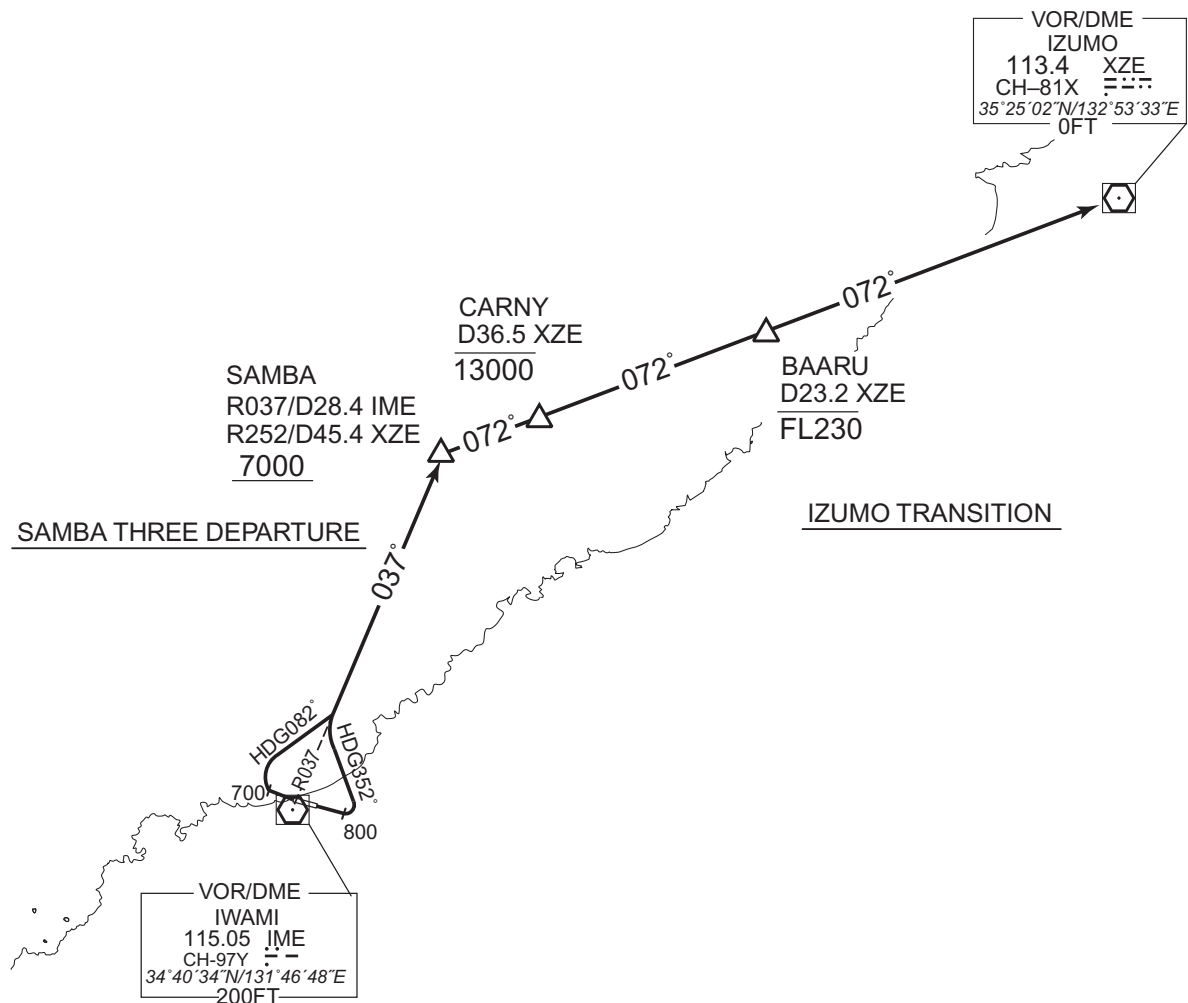 VOR/DME
IZUMO
113.4 XZE
CH–81X
35°25´02˝N/132°53´33˝E
0FT
072°
CARNY
D36.5 XZE
13000
072°
BAARU
D23.2 XZE
FL230
SAMBA
R037/D28.4 IME
R252/D45.4 XZE
7000
072°
SAMBA THREE DEPARTURE
IZUMO TRANSITION
037°
HDG082°
HDG352°
R037
700
800
VOR/DME
IWAMI
115.05 IME
CH-97Y
34°40´34˝N/131°46´48˝E
200FT